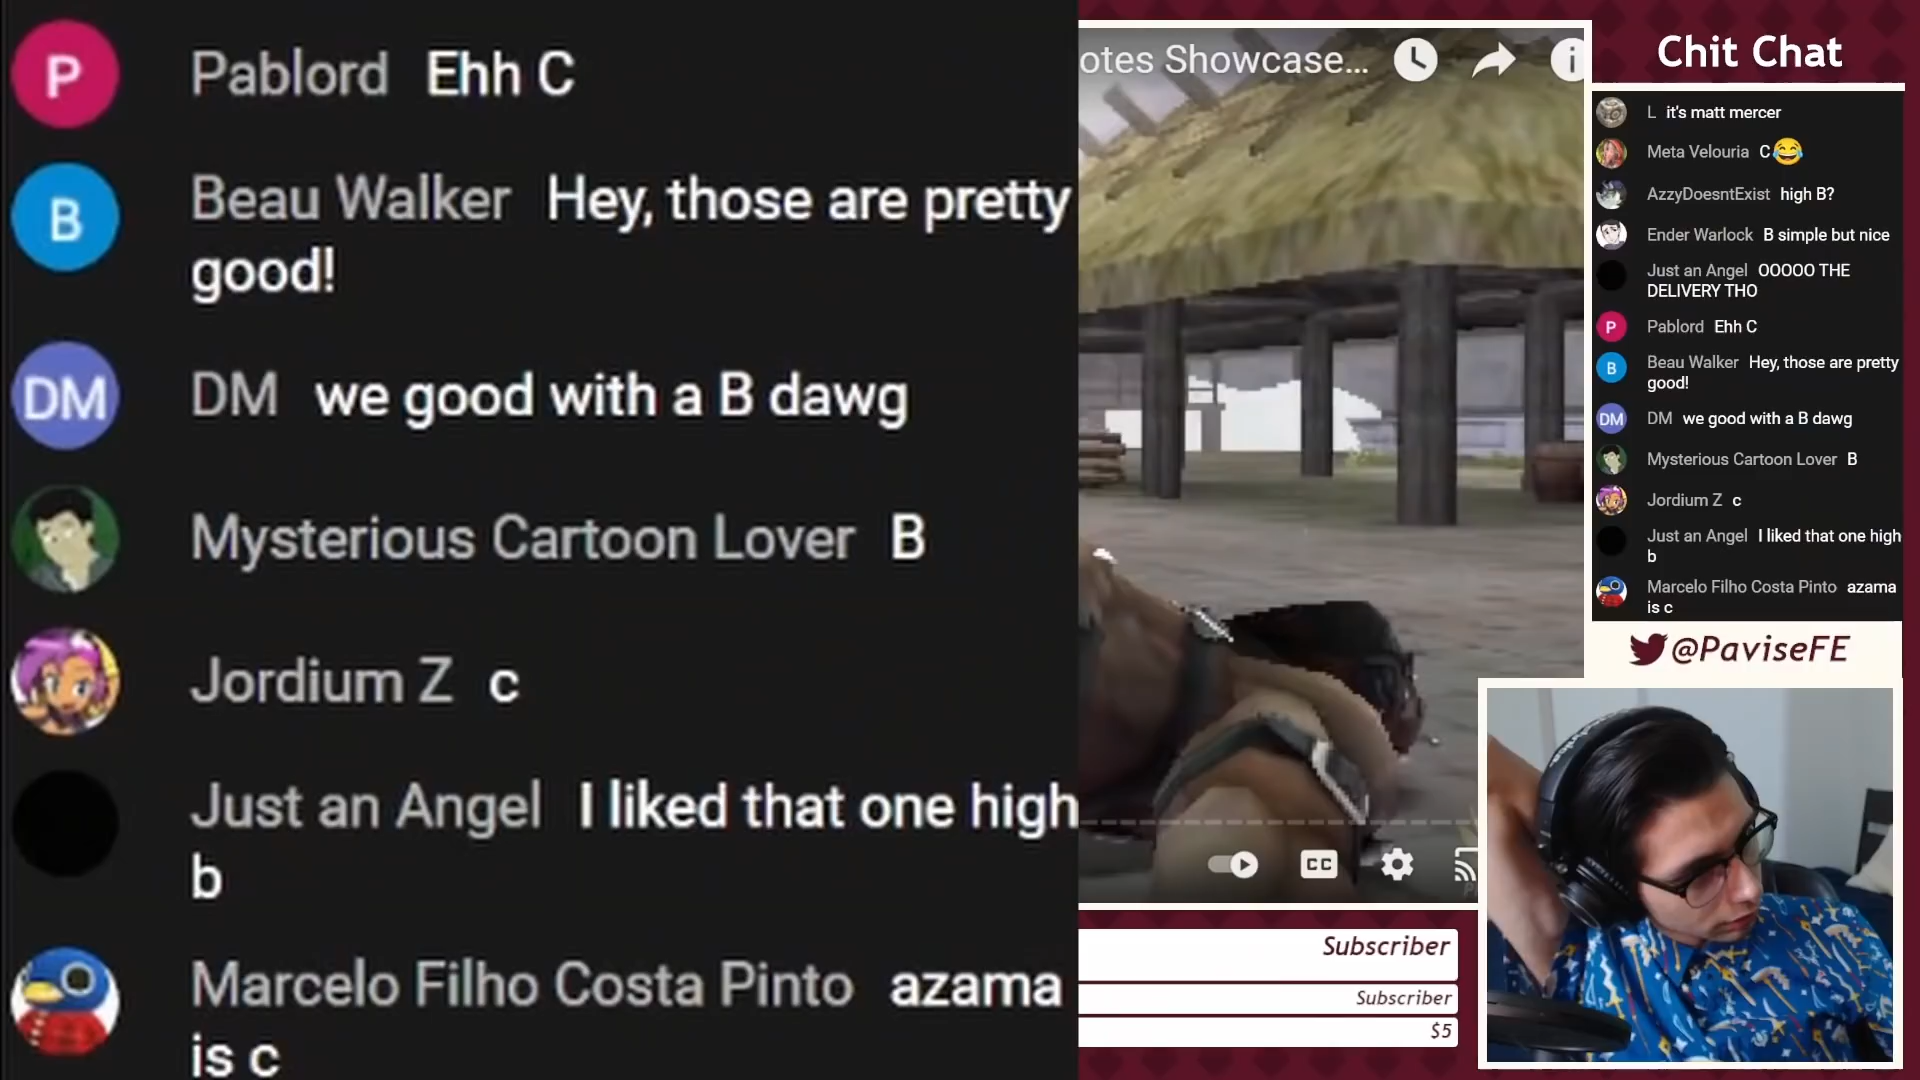 P Pablord Ehh C
B Beau Walker Hey, those are pretty
good!
DM DM we good with a B dawg
Mysterious Cartoon Lover B
Jordium Z c
Just an Angel I liked that one high
b
Marcelo Filho Costa Pinto azama
is c
otes Showcase...
CC
Subscriber
Subscriber
$5
Chit Chat
L it's matt mercer
Meta Velouria C😂
AzzyDoesntExist high B?
Ender Warlock B simple but nice
Just an Angel OOOOO THE
DELIVERY THO
P Pablord Ehh C
B Beau Walker Hey, those are pretty
good!
DM DM we good with a B dawg
Mysterious Cartoon Lover B
Jordium Z c
Just an Angel I liked that one high
b
Marcelo Filho Costa Pinto azama
is c
@PaviseFE